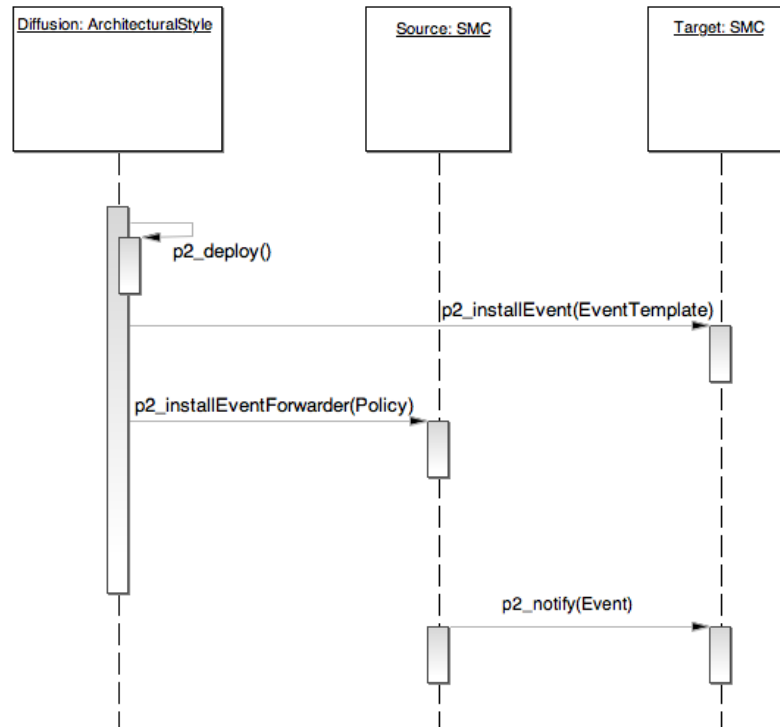 Diffusion: ArchitecturalStyle
Source: SMC
Target: SMC
p2_deploy()
p2_installEvent(EventTemplate)
p2_installEventForwarder(Policy)
p2_notify(Event)